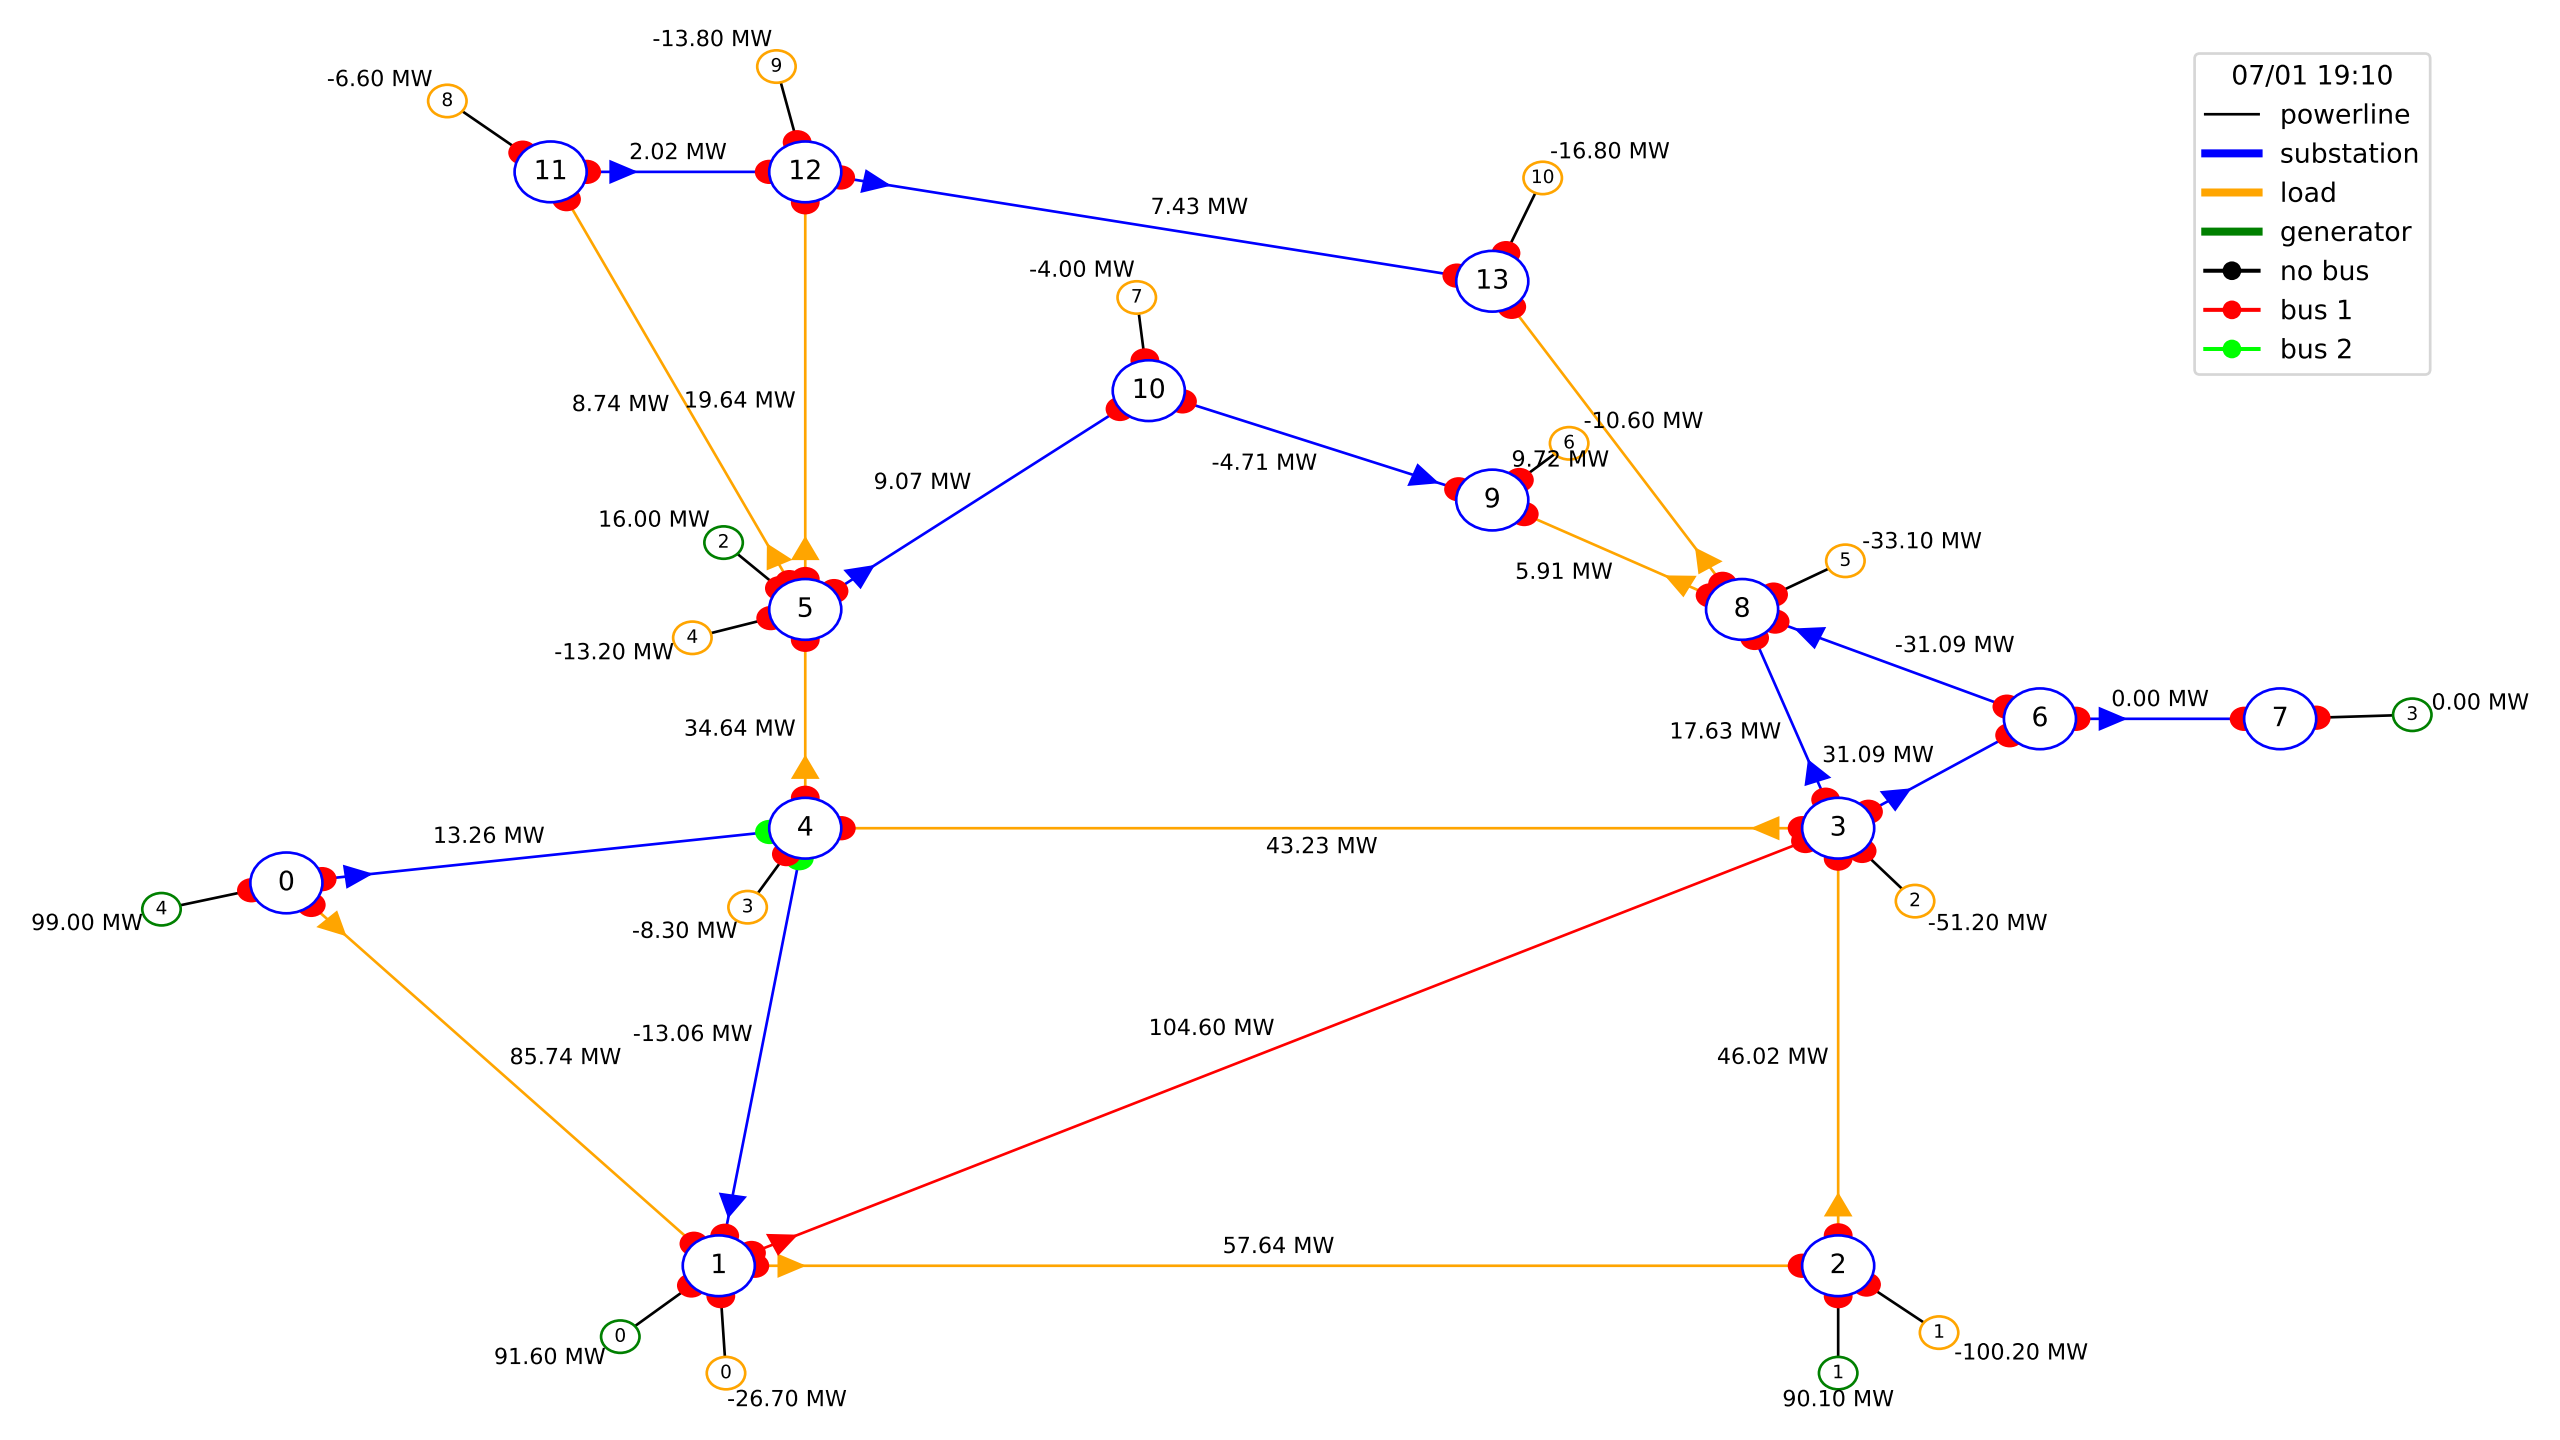 -13.80 MW
9
-6.60 MW
8
07/01 19:10
powerline
substation
load
generator
no bus
bus 1
bus 2
11
2.02 MW
12
-16.80 MW
10
7.43 MW
13
-4.00 MW
7
10
8.74 MW
19.64 MW
-10.60 MW
6
9.72 MW
-4.71 MW
9
9.07 MW
16.00 MW
2
5
-13.20 MW
4
5.91 MW
-33.10 MW
5
8
-31.09 MW
34.64 MW
17.63 MW
31.09 MW
6
0.00 MW
7
3
0.00 MW
13.26 MW
4
43.23 MW
3
0
4
99.00 MW
3
-8.30 MW
2
-51.20 MW
-13.06 MW
85.74 MW
104.60 MW
46.02 MW
1
57.64 MW
2
0
91.60 MW
0
-26.70 MW
1
90.10 MW
1
-100.20 MW